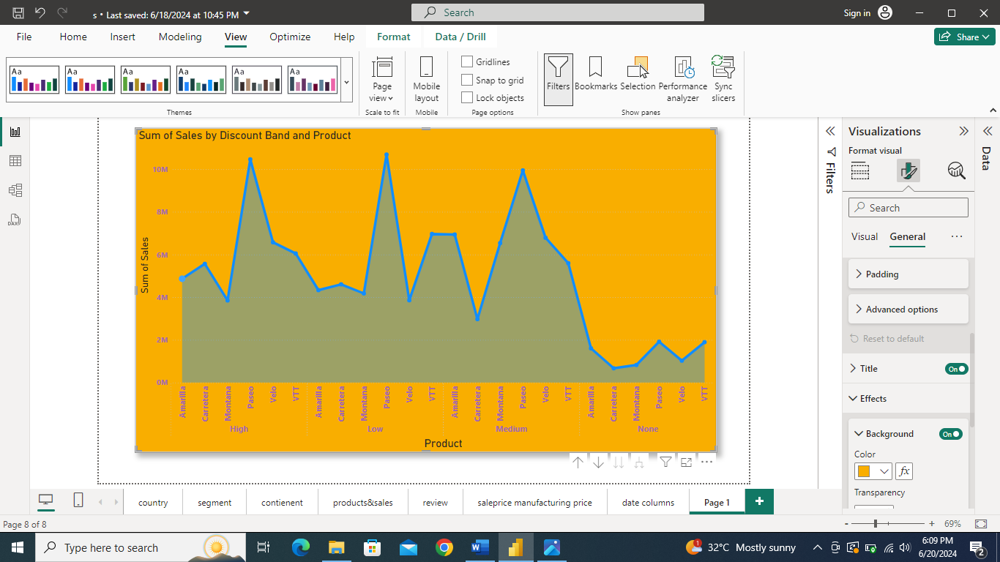 s • Last saved: 6/18/2024 at 10:45 PM
Search
Sign in
File Home Insert Modeling View Optimize Help Format Data / Drill
Share
Aa Aa Aa Aa Aa Aa
Themes
Page view
Scale to fit
Mobile layout
Mobile
Gridlines
Snap to grid
Lock objects
Page options
Filters
Bookmarks
Selection
Performance analyzer
Sync slicers
Show panes
DAX
Sum of Sales by Discount Band and Product
Sum of Sales
10M
8M
6M
4M
2M
0M
Amarilla Carretera Montana Paseo Velo VTT Amarilla Carretera Montana Paseo Velo VTT Amarilla Carretera Montana Paseo Velo VTT Amarilla Carretera Montana Paseo Velo VTT
High Low Medium None
Product
Filters
Visualizations
Format visual
Search
Visual General
Padding
Advanced options
Reset to default
Title On
Effects
Background On
Color
fx
Transparency
Data
country segment contienent products&sales review saleprice manufacturing price date columns Page 1 +
Page 8 of 8
- + 69%
Type here to search
1
32°C Mostly sunny
6:09 PM
6/20/2024
2